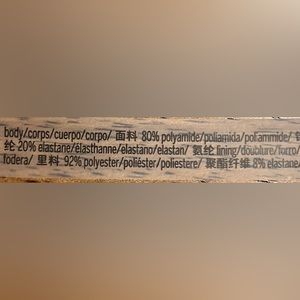 body/corps/cuerpo/corpo/ 面料 80% polyamide/poliamida/poliammide/
纶 20% elastane/élasthanne/elastano/elastan/ 氨纶 lining/doublure/forro/
fodera/ 里料 92% polyester/poliéster/poliestere/ 聚酯纤维 8% elastane/